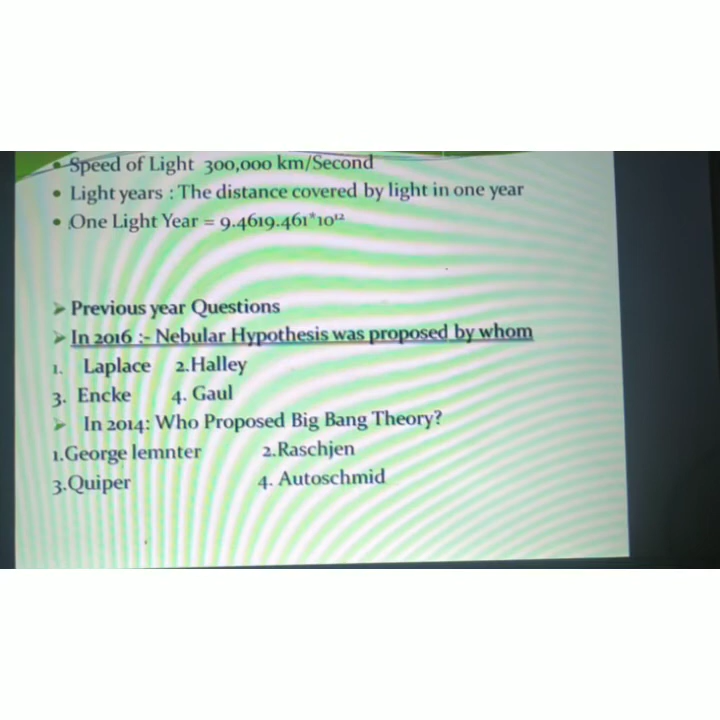 • Speed of Light 300,000 km/Second
• Light years : The distance covered by light in one year
• One Light Year = 9.4619.461*10¹²
➢ Previous year Questions
➢ In 2016 :- Nebular Hypothesis was proposed by whom
1. Laplace 2.Halley
3. Encke 4. Gaul
➢ In 2014: Who Proposed Big Bang Theory?
1.George lemnter 2.Raschjen
3.Quiper 4. Autoschmid